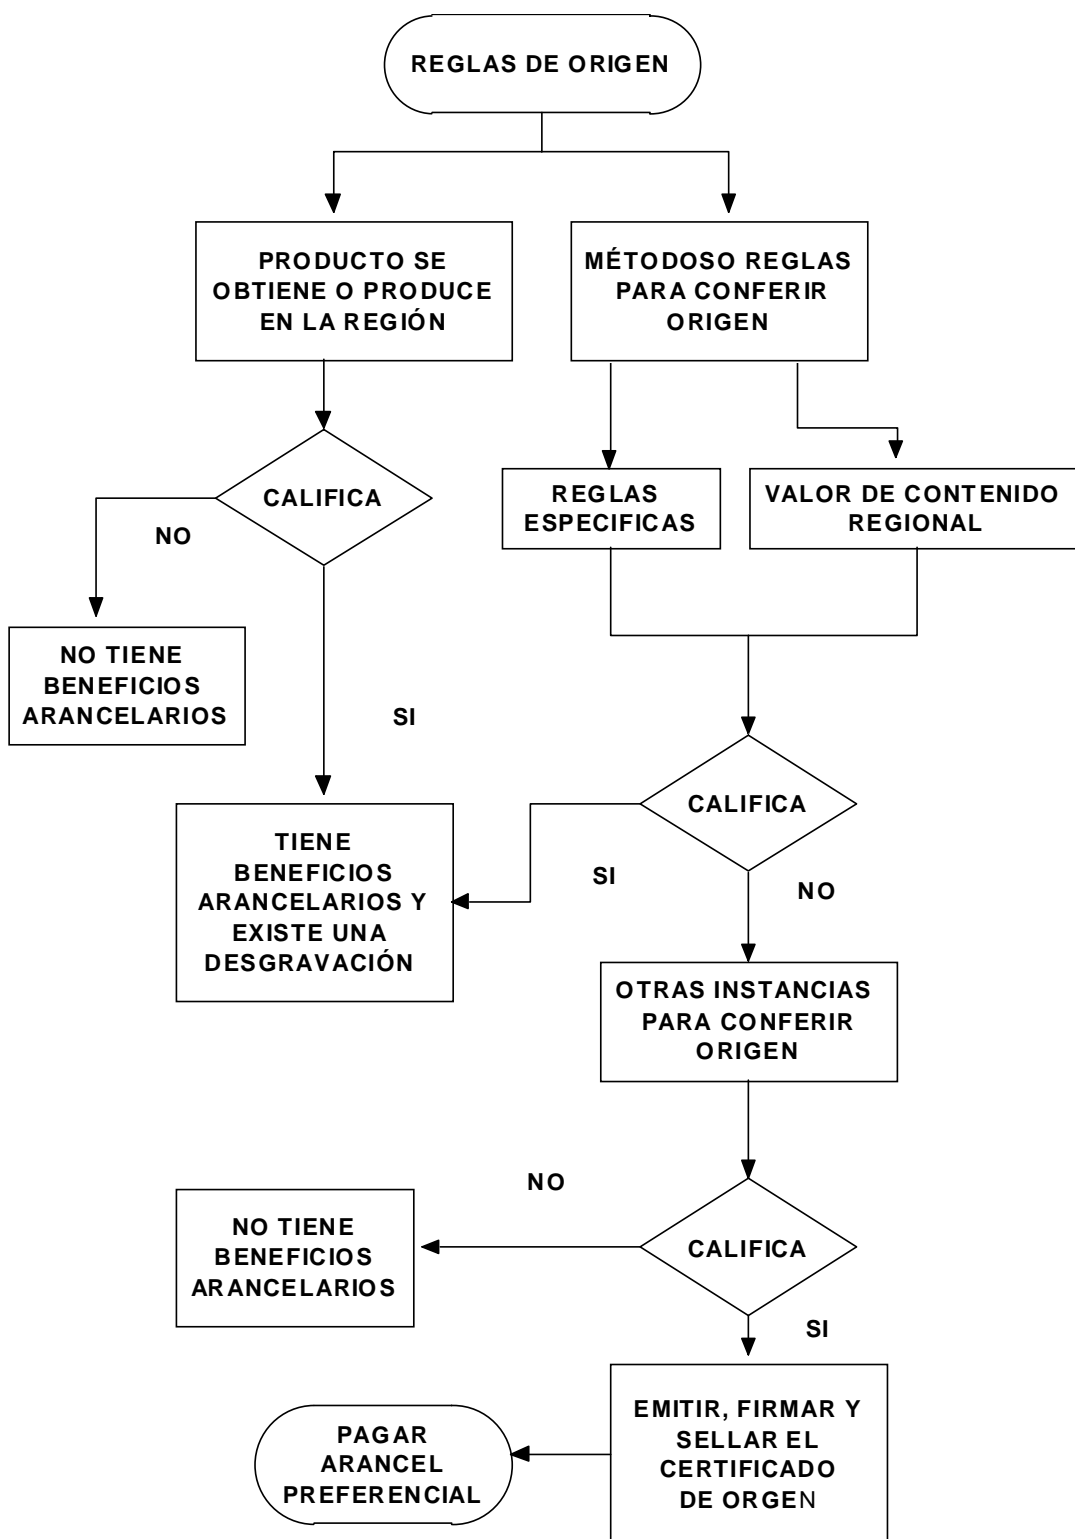 REGLAS DE ORIGEN
PRODUCTO SE
OBTIENE O PRODUCE
EN LA REGIÓN
MÉTODOSO REGLAS
PARA CONFERIR
ORIGEN
CALIFICA
NO
REGLAS
ESPECIFICAS
VALOR DE CONTENIDO
REGIONAL
NO TIENE
BENEFICIOS
ARANCELARIOS
SI
CALIFICA
TIENE
BENEFICIOS
ARANCELARIOS Y
EXISTE UNA
DESGRAVACIÓN
SI
NO
OTRAS INSTANCIAS
PARA CONFERIR
ORIGEN
NO
NO TIENE
BENEFICIOS
ARANCELARIOS
CALIFICA
SI
EMITIR, FIRMAR Y
SELLAR EL
CERTIFICADO
DE ORGEN
PAGAR
ARANCEL
PREFERENCIAL